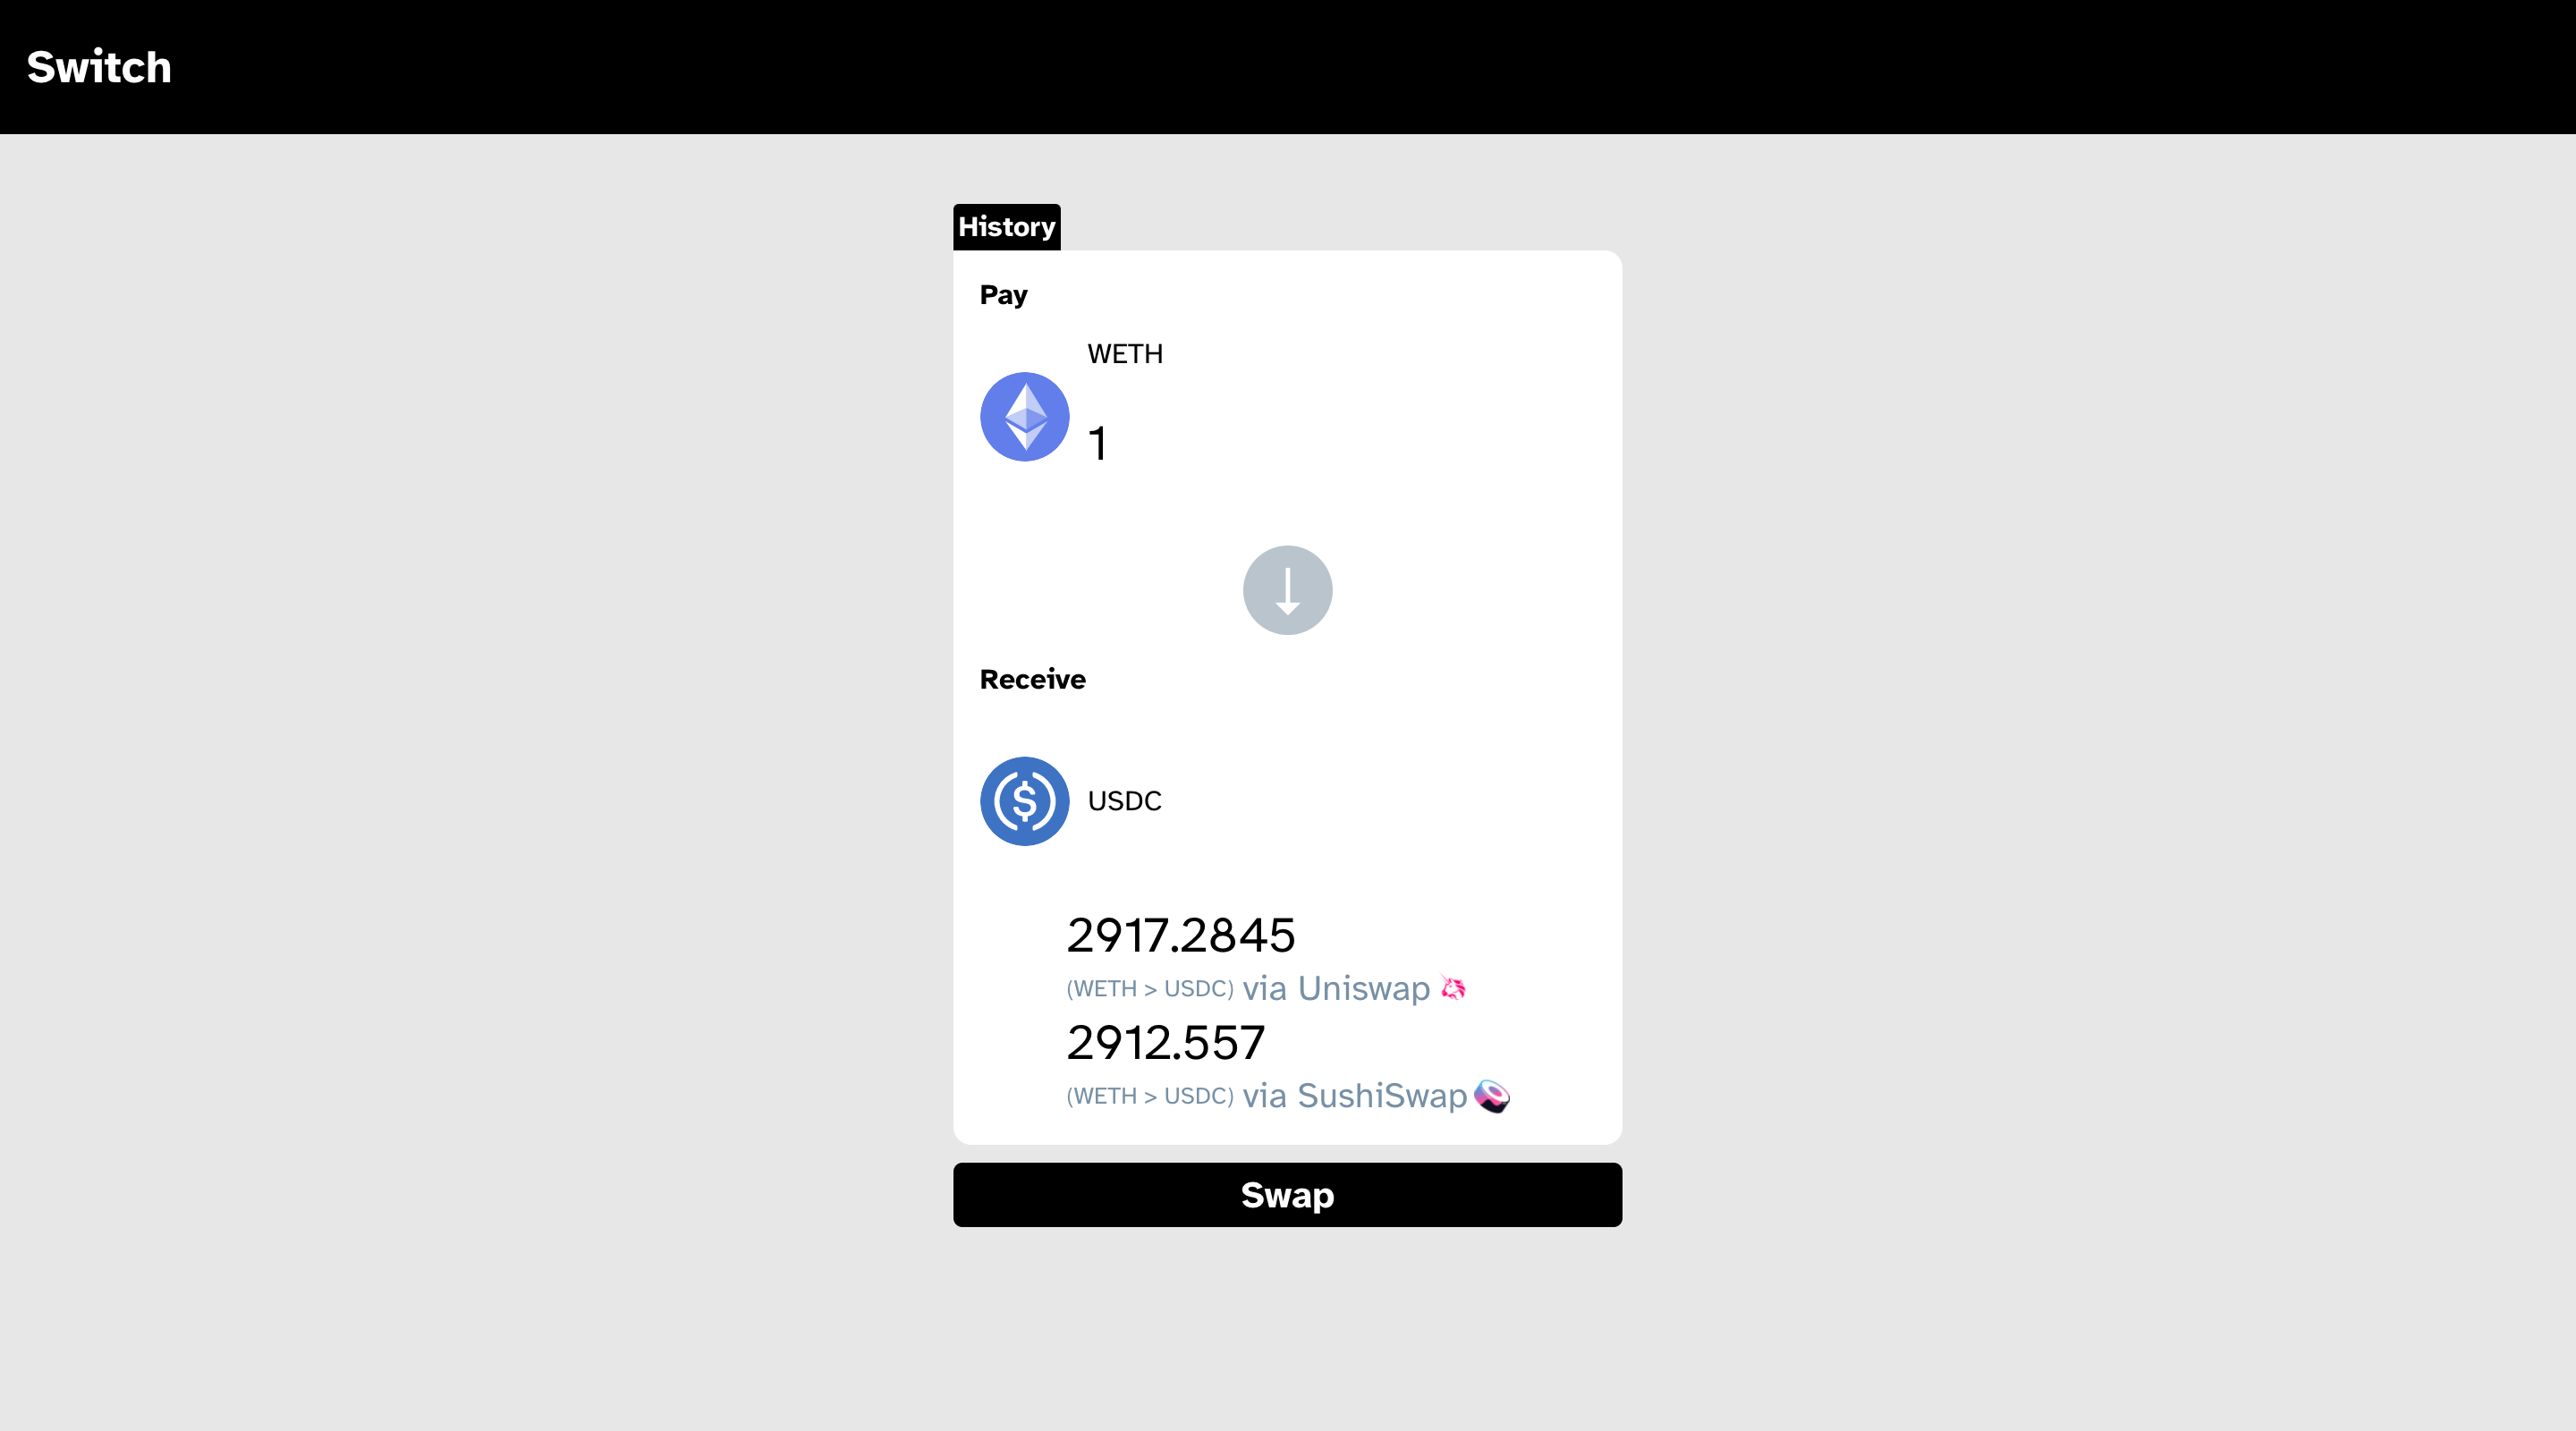 Switch
History
Pay
WETH
1
Receive
USDC
2917.2845
(WETH > USDC) via Uniswap
2912.557
(WETH > USDC) via SushiSwap
Swap